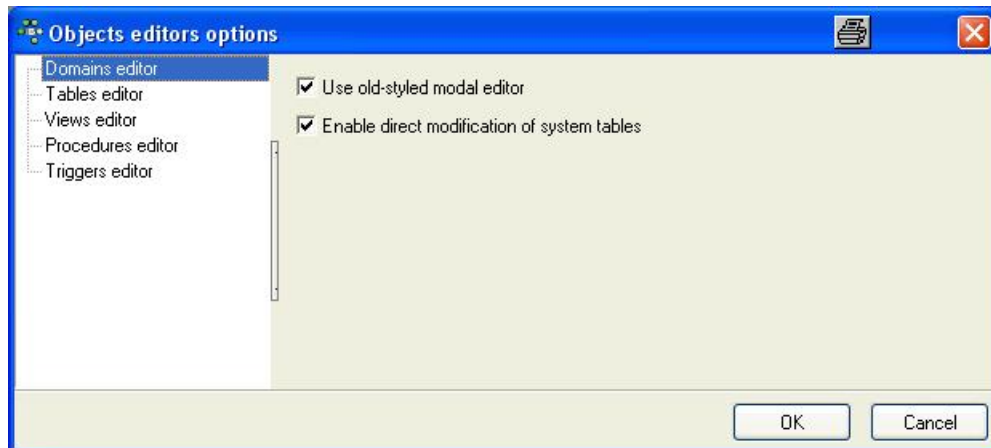 Objects editors options
Domains editor
Tables editor
Views editor
Procedures editor
Triggers editor
Use old-styled modal editor
Enable direct modification of system tables
OK
Cancel